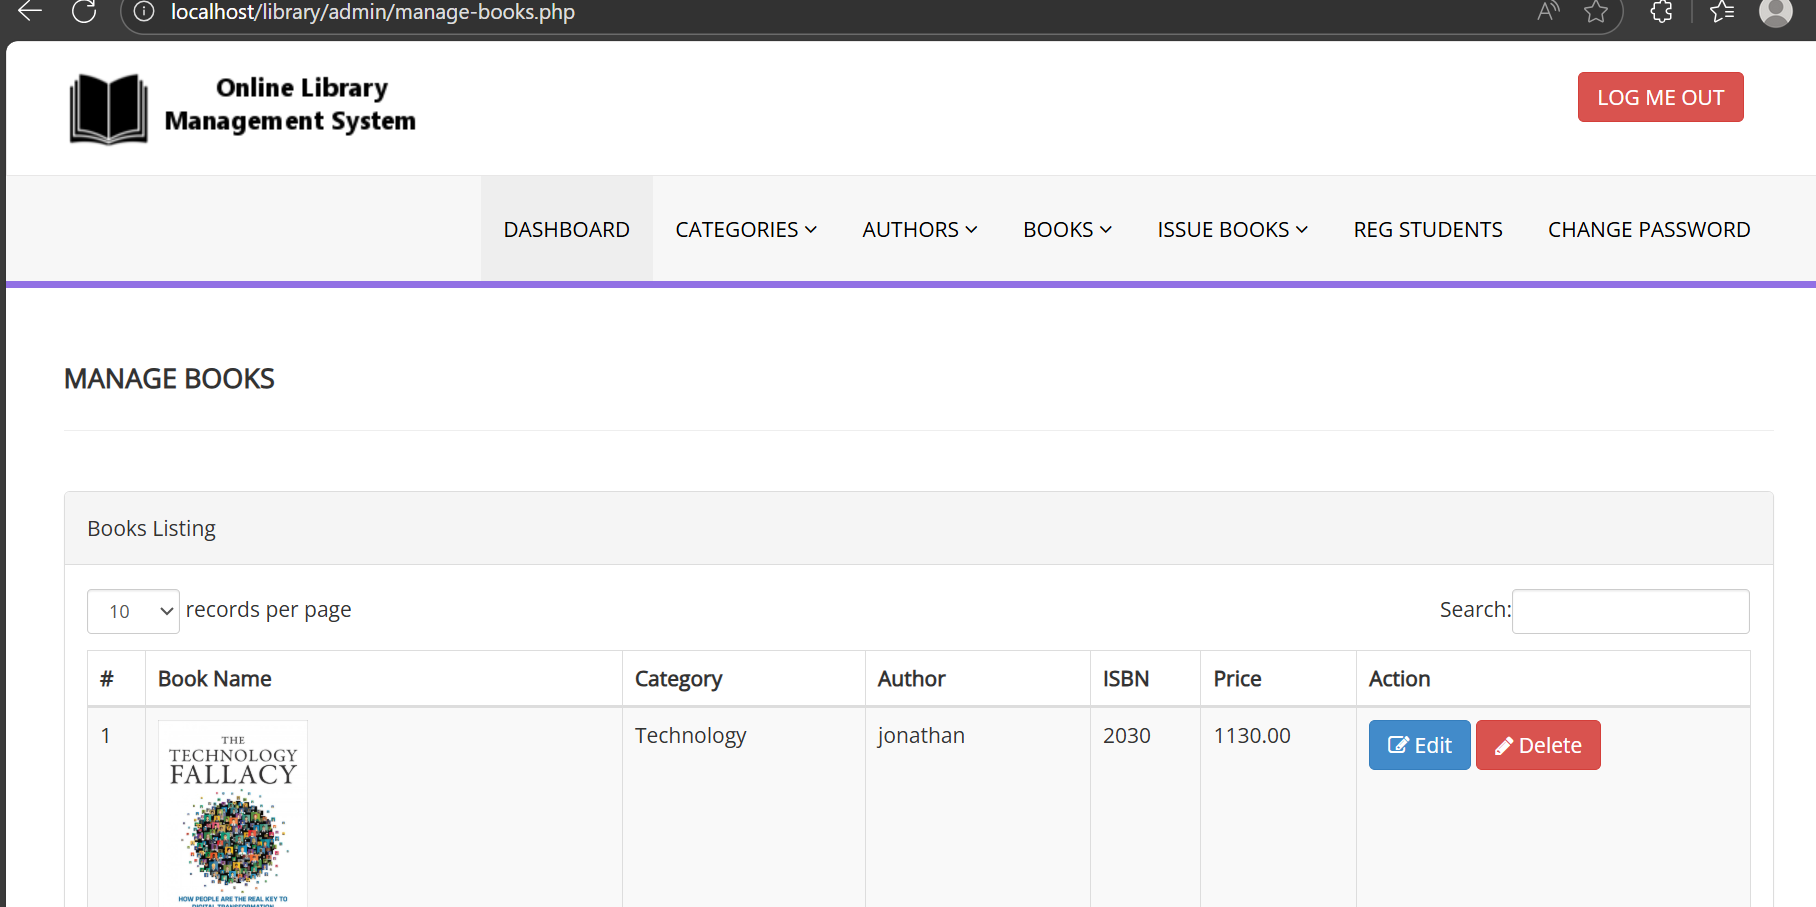 localhost/library/admin/manage-books.php
Online Library
Management System
LOG ME OUT
DASHBOARD CATEGORIES AUTHORS BOOKS ISSUE BOOKS REG STUDENTS CHANGE PASSWORD
MANAGE BOOKS
Books Listing
10 records per page Search:
# Book Name Category Author ISBN Price Action
1 Technology jonathan 2030 1130.00 Edit Delete
THE
TECHNOLOGY
FALLACY
HOW PEOPLE ARE THE REAL KEY TO
DIGITAL TRANSFORMATION